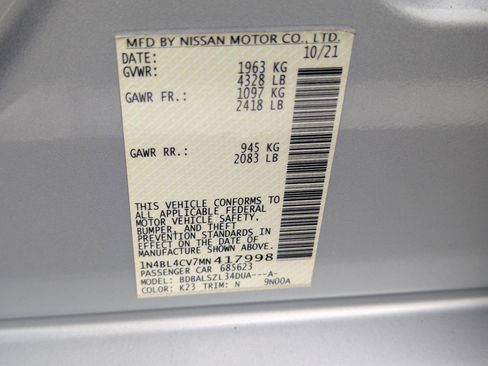 MFD BY NISSAN MOTOR CO., LTD.
DATE: 10/21
GVWR: 1963 KG
4328 LB
GAWR FR.: 1097 KG
2418 LB
GAWR RR.: 945 KG
2083 LB
THIS VEHICLE CONFORMS TO
ALL APPLICABLE FEDERAL
MOTOR VEHICLE SAFETY,
BUMPER, AND THEFT
PREVENTION STANDARDS IN
EFFECT ON THE DATE OF
MANUFACTURE SHOWN ABOVE.
1N4BL4CV7MN 417998
PASSENGER CAR 685623
MODEL: BDBALSZL34DUA---A-
COLOR: K23 TRIM: N 9N00A